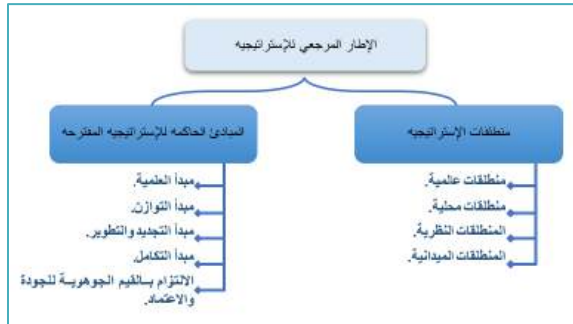 الإطار المرجعي للإستراتيجيه
منطلقات الإستراتيجيه
منطلقات عالمية.
منطلقات محلية.
المنطلقات النظرية.
المنطلقات الميدانية.
المبادئ الحاكمه للإستراتيجيه المقترحه
مبدأ العلمية.
مبدأ التوازن.
مبدأ التجديد والتطوير.
مبدأ التكامل.
الالتزام بالقيم الجوهرية للجودة
والاعتماد.